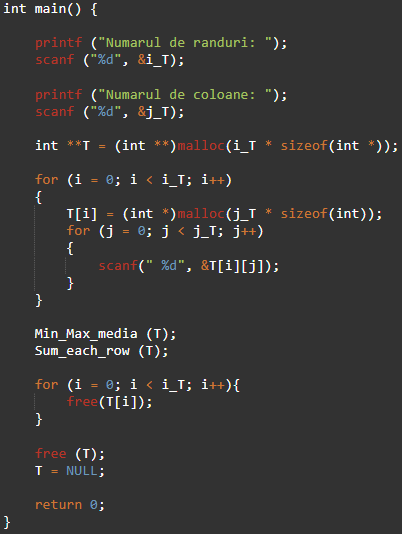 int main() {
printf ("Numarul de randuri: ");
scanf ("%d", &i_T);
printf ("Numarul de coloane: ");
scanf ("%d", &j_T);
int **T = (int **)malloc(i_T * sizeof(int *));
for (i = 0; i < i_T; i++)
{
T[i] = (int *)malloc(j_T * sizeof(int));
for (j = 0; j < j_T; j++)
{
scanf(" %d", &T[i][j]);
}
}
Min_Max_media (T);
Sum_each_row (T);
for (i = 0; i < i_T; i++){
free(T[i]);
}
free (T);
T = NULL;
return 0;
}